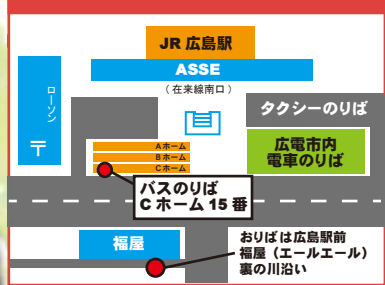 JR 広島駅
ASSE
(在来線南口)
ローソン
〒
タクシーのりば
広電市内
電車のりば
Aホーム
Bホーム
Cホーム
バスのりば
Cホーム 15 番
福屋
おりばは広島駅前
福屋（エールエール）
裏の川沿い